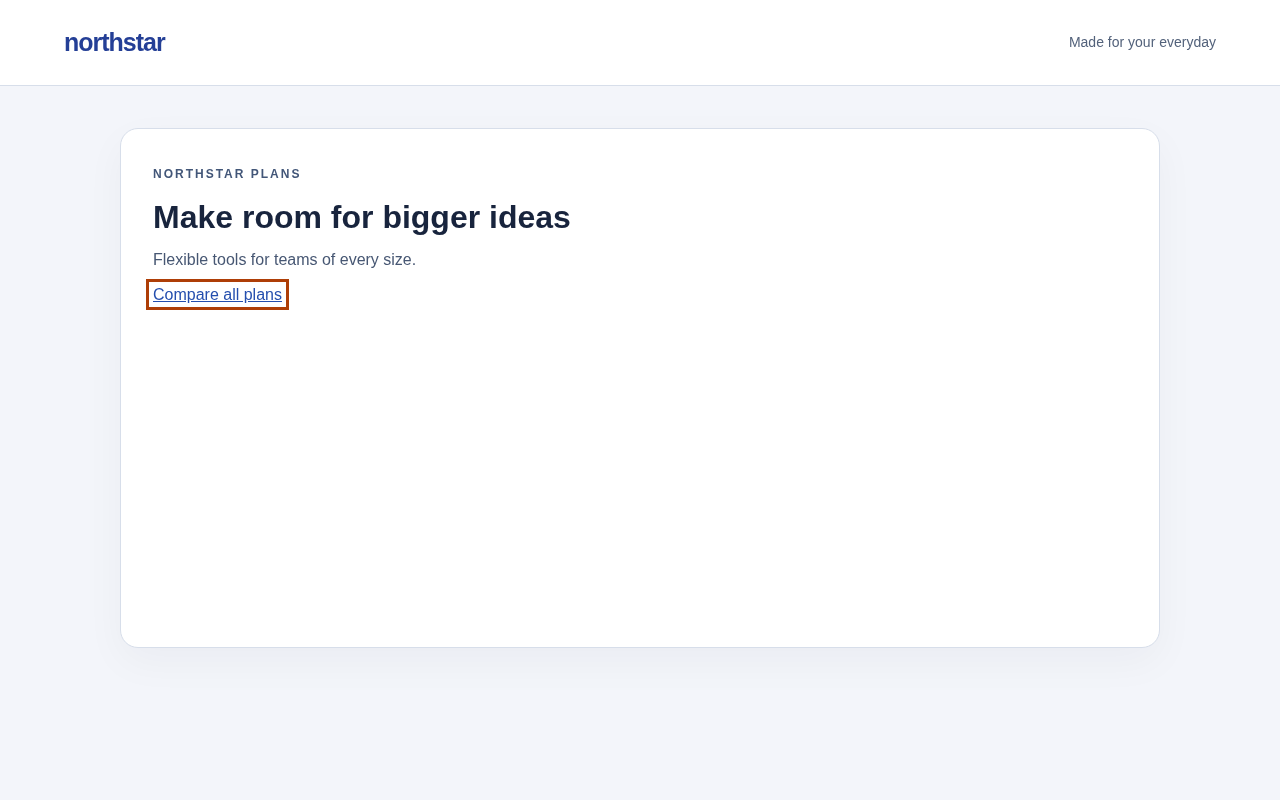 northstar
Made for your everyday
NORTHSTAR PLANS
Make room for bigger ideas
Flexible tools for teams of every size.
Compare all plans